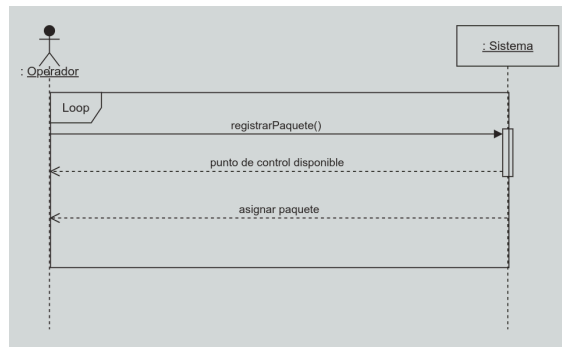 : Sistema
: Operador
Loop
registrarPaquete()
punto de control disponible
asignar paquete